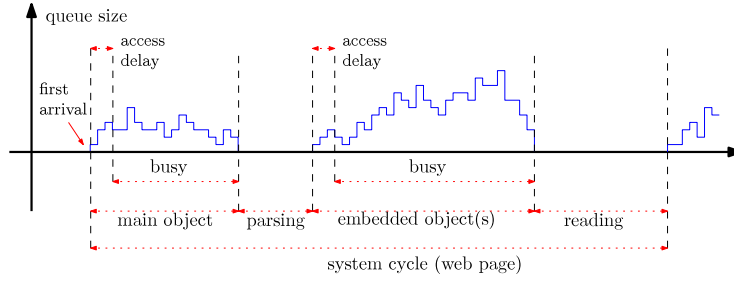 queue size
access
delay
access
delay
first
arrival
busy
busy
main object
parsing
embedded object(s)
reading
system cycle (web page)